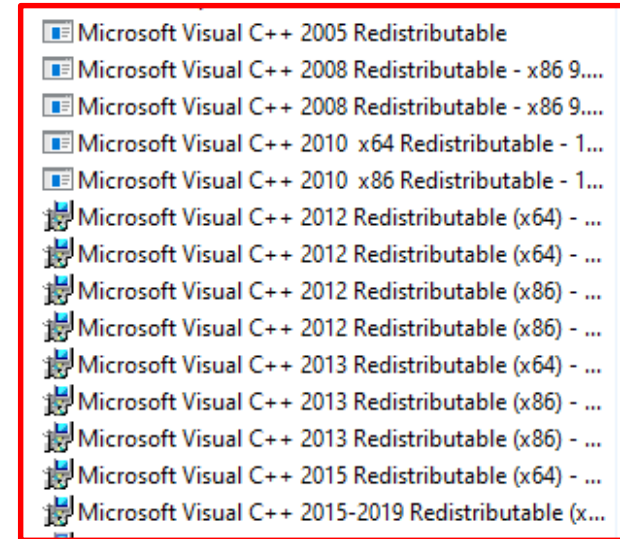 Microsoft Visual C++ 2005 Redistributable
Microsoft Visual C++ 2008 Redistributable - x86 9....
Microsoft Visual C++ 2008 Redistributable - x86 9....
Microsoft Visual C++ 2010  x64 Redistributable - 1...
Microsoft Visual C++ 2010  x86 Redistributable - 1...
Microsoft Visual C++ 2012 Redistributable (x64) - ...
Microsoft Visual C++ 2012 Redistributable (x64) - ...
Microsoft Visual C++ 2012 Redistributable (x86) - ...
Microsoft Visual C++ 2012 Redistributable (x86) - ...
Microsoft Visual C++ 2013 Redistributable (x64) - ...
Microsoft Visual C++ 2013 Redistributable (x86) - ...
Microsoft Visual C++ 2013 Redistributable (x86) - ...
Microsoft Visual C++ 2015 Redistributable (x64) - ...
Microsoft Visual C++ 2015-2019 Redistributable (x...